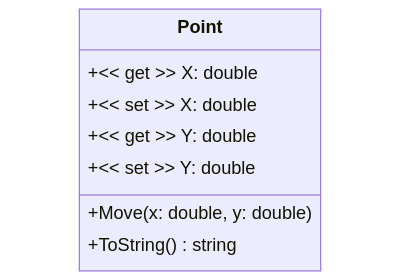 Point
+<< get >> X: double
+<< set >> X: double
+<< get >> Y: double
+<< set >> Y: double
+Move(x: double, y: double)
+ToString() : string